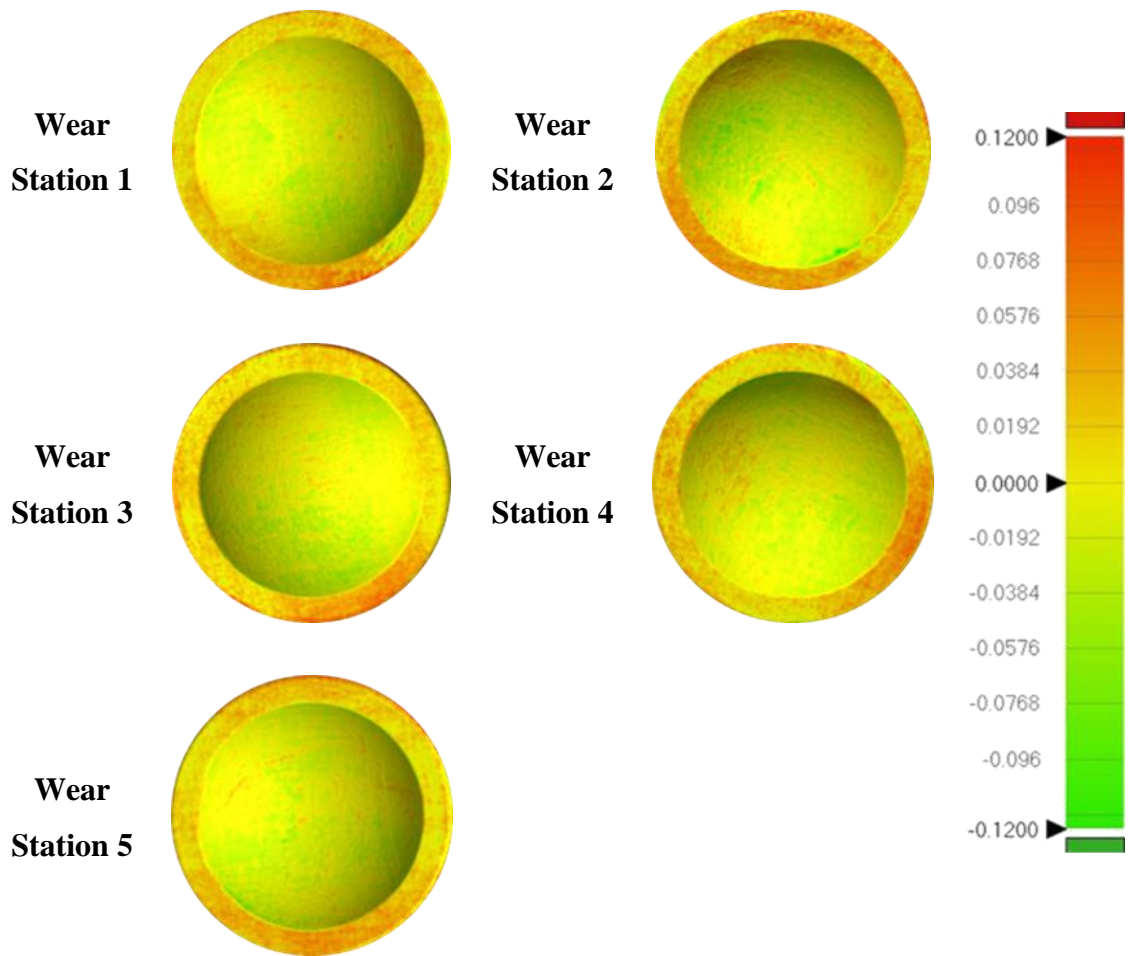 Wear
Station 1
Wear
Station 2
Wear
Station 3
Wear
Station 4
Wear
Station 5
0.1200
0.096
0.0768
0.0576
0.0384
0.0192
0.0000
-0.0192
-0.0384
-0.0576
-0.0768
-0.096
-0.1200